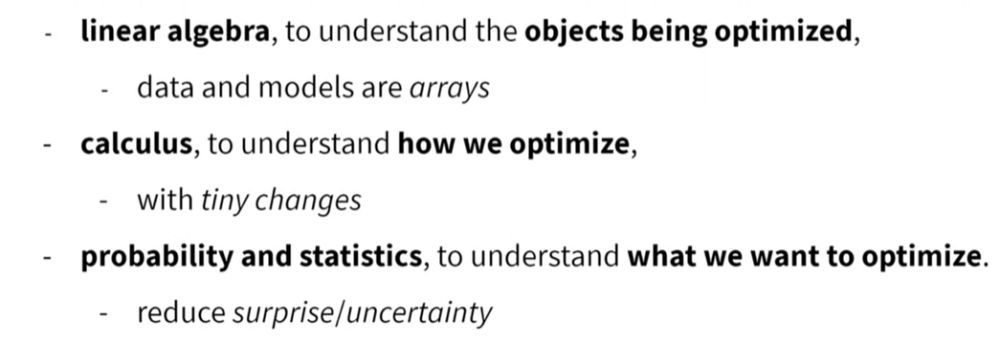 - linear algebra, to understand the objects being optimized,
- data and models are arrays
- calculus, to understand how we optimize,
- with tiny changes
- probability and statistics, to understand what we want to optimize.
- reduce surprise/uncertainty